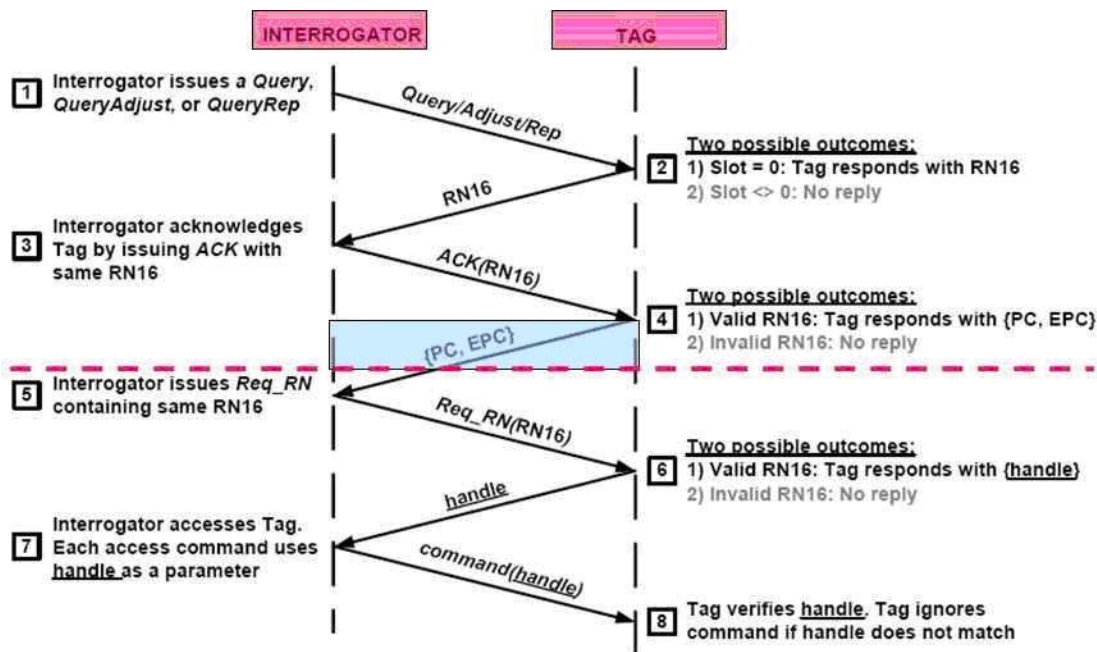 INTERROGATOR
TAG
1
Interrogator issues a Query,
QueryAdjust, or QueryRep
Query/Adjust/Rep
2
Two possible outcomes:
1) Slot = 0: Tag responds with RN16
2) Slot <> 0: No reply
RN16
3
Interrogator acknowledges
Tag by issuing ACK with
same RN16
ACK(RN16)
4
Two possible outcomes:
1) Valid RN16: Tag responds with {PC, EPC}
2) Invalid RN16: No reply
{PC, EPC}
5
Interrogator issues Req_RN
containing same RN16
Req_RN(RN16)
6
Two possible outcomes:
1) Valid RN16: Tag responds with {handle}
2) Invalid RN16: No reply
handle
7
Interrogator accesses Tag.
Each access command uses
handle as a parameter
command(handle)
8
Tag verifies handle. Tag ignores
command if handle does not match